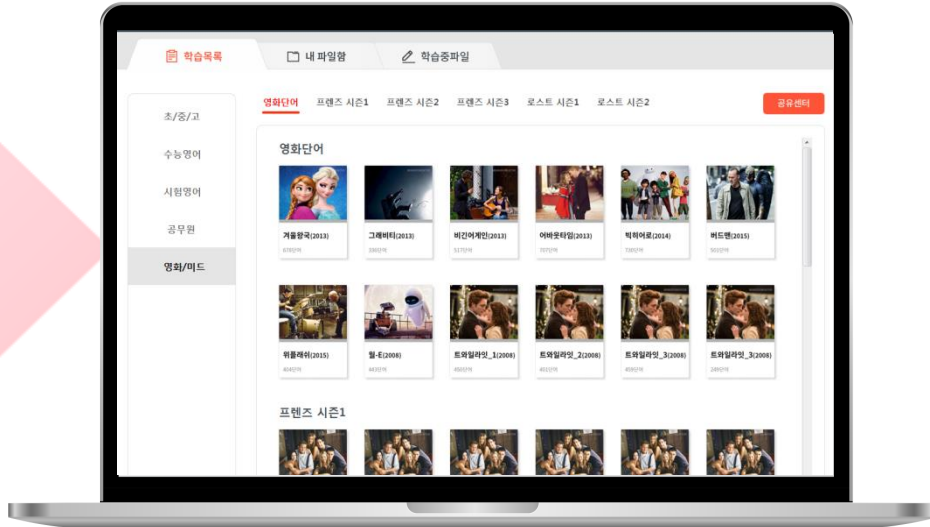 학습목록
내 파일함
학습중파일
초/중/고
수능영어
시험영어
공무원
영화/미드
영화단어 프렌즈 시즌1 프렌즈 시즌2 프렌즈 시즌3 로스트 시즌1 로스트 시즌2
공유센터
영화단어
겨울왕국(2013) 그래비티(2013) 비긴어게인(2013) 어바웃타임(2013) 빅히어로(2014) 버드맨(2015)
위플래쉬(2015) 월-E(2008) 트와일라잇_1(2008) 트와일라잇_2(2008) 트와일라잇_3(2008) 트와일라잇_3(2008)
프렌즈 시즌1